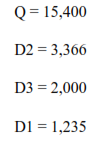 Q = 15,400
D2 = 3,366
D3 = 2,000
D1 = 1,235